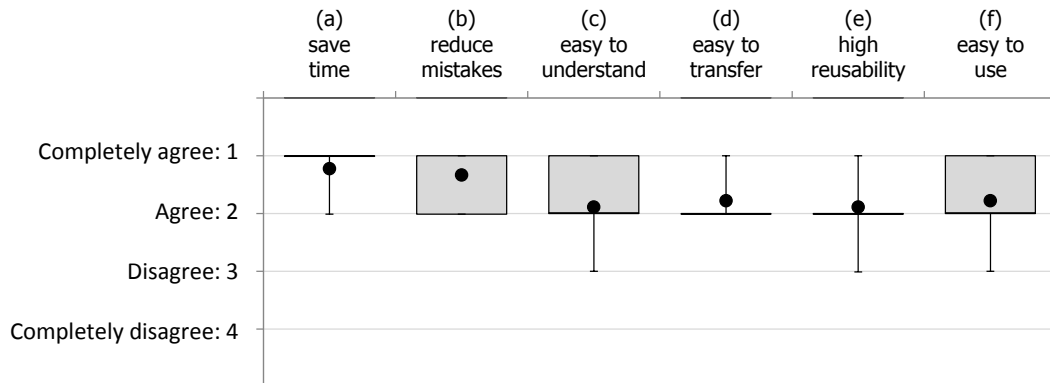 (a)
save
time
(b)
reduce
mistakes
(c)
easy to
understand
(d)
easy to
transfer
(e)
high
reusability
(f)
easy to
use
Completely agree: 1
Agree: 2
Disagree: 3
Completely disagree: 4